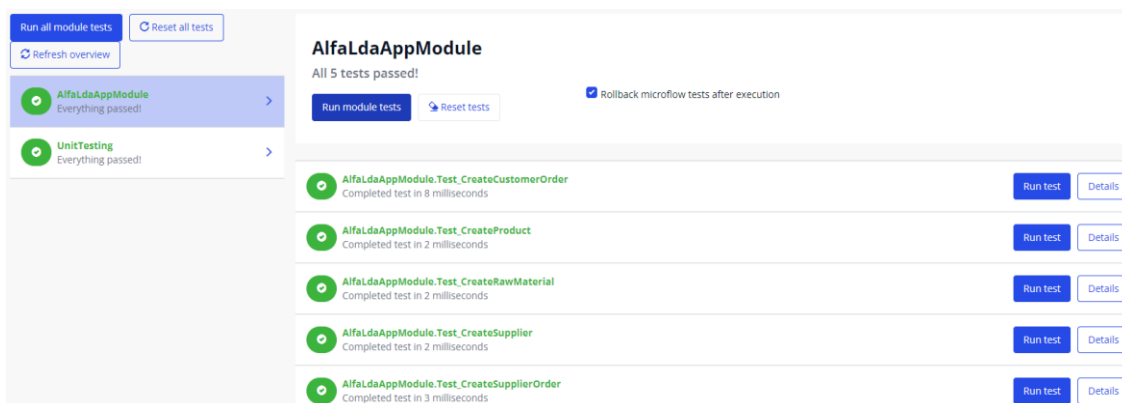 Run all module tests
Reset all tests
Refresh overview
AlfaLdaAppModule
Everything passed!
UnitTesting
Everything passed!
AlfaLdaAppModule
All 5 tests passed!
Run module tests
Reset tests
Rollback microflow tests after execution
AlfaLdaAppModule.Test_CreateCustomerOrder
Completed test in 8 milliseconds
Run test
Details
AlfaLdaAppModule.Test_CreateProduct
Completed test in 2 milliseconds
Run test
Details
AlfaLdaAppModule.Test_CreateRawMaterial
Completed test in 2 milliseconds
Run test
Details
AlfaLdaAppModule.Test_CreateSupplier
Completed test in 2 milliseconds
Run test
Details
AlfaLdaAppModule.Test_CreateSupplierOrder
Completed test in 3 milliseconds
Run test
Details